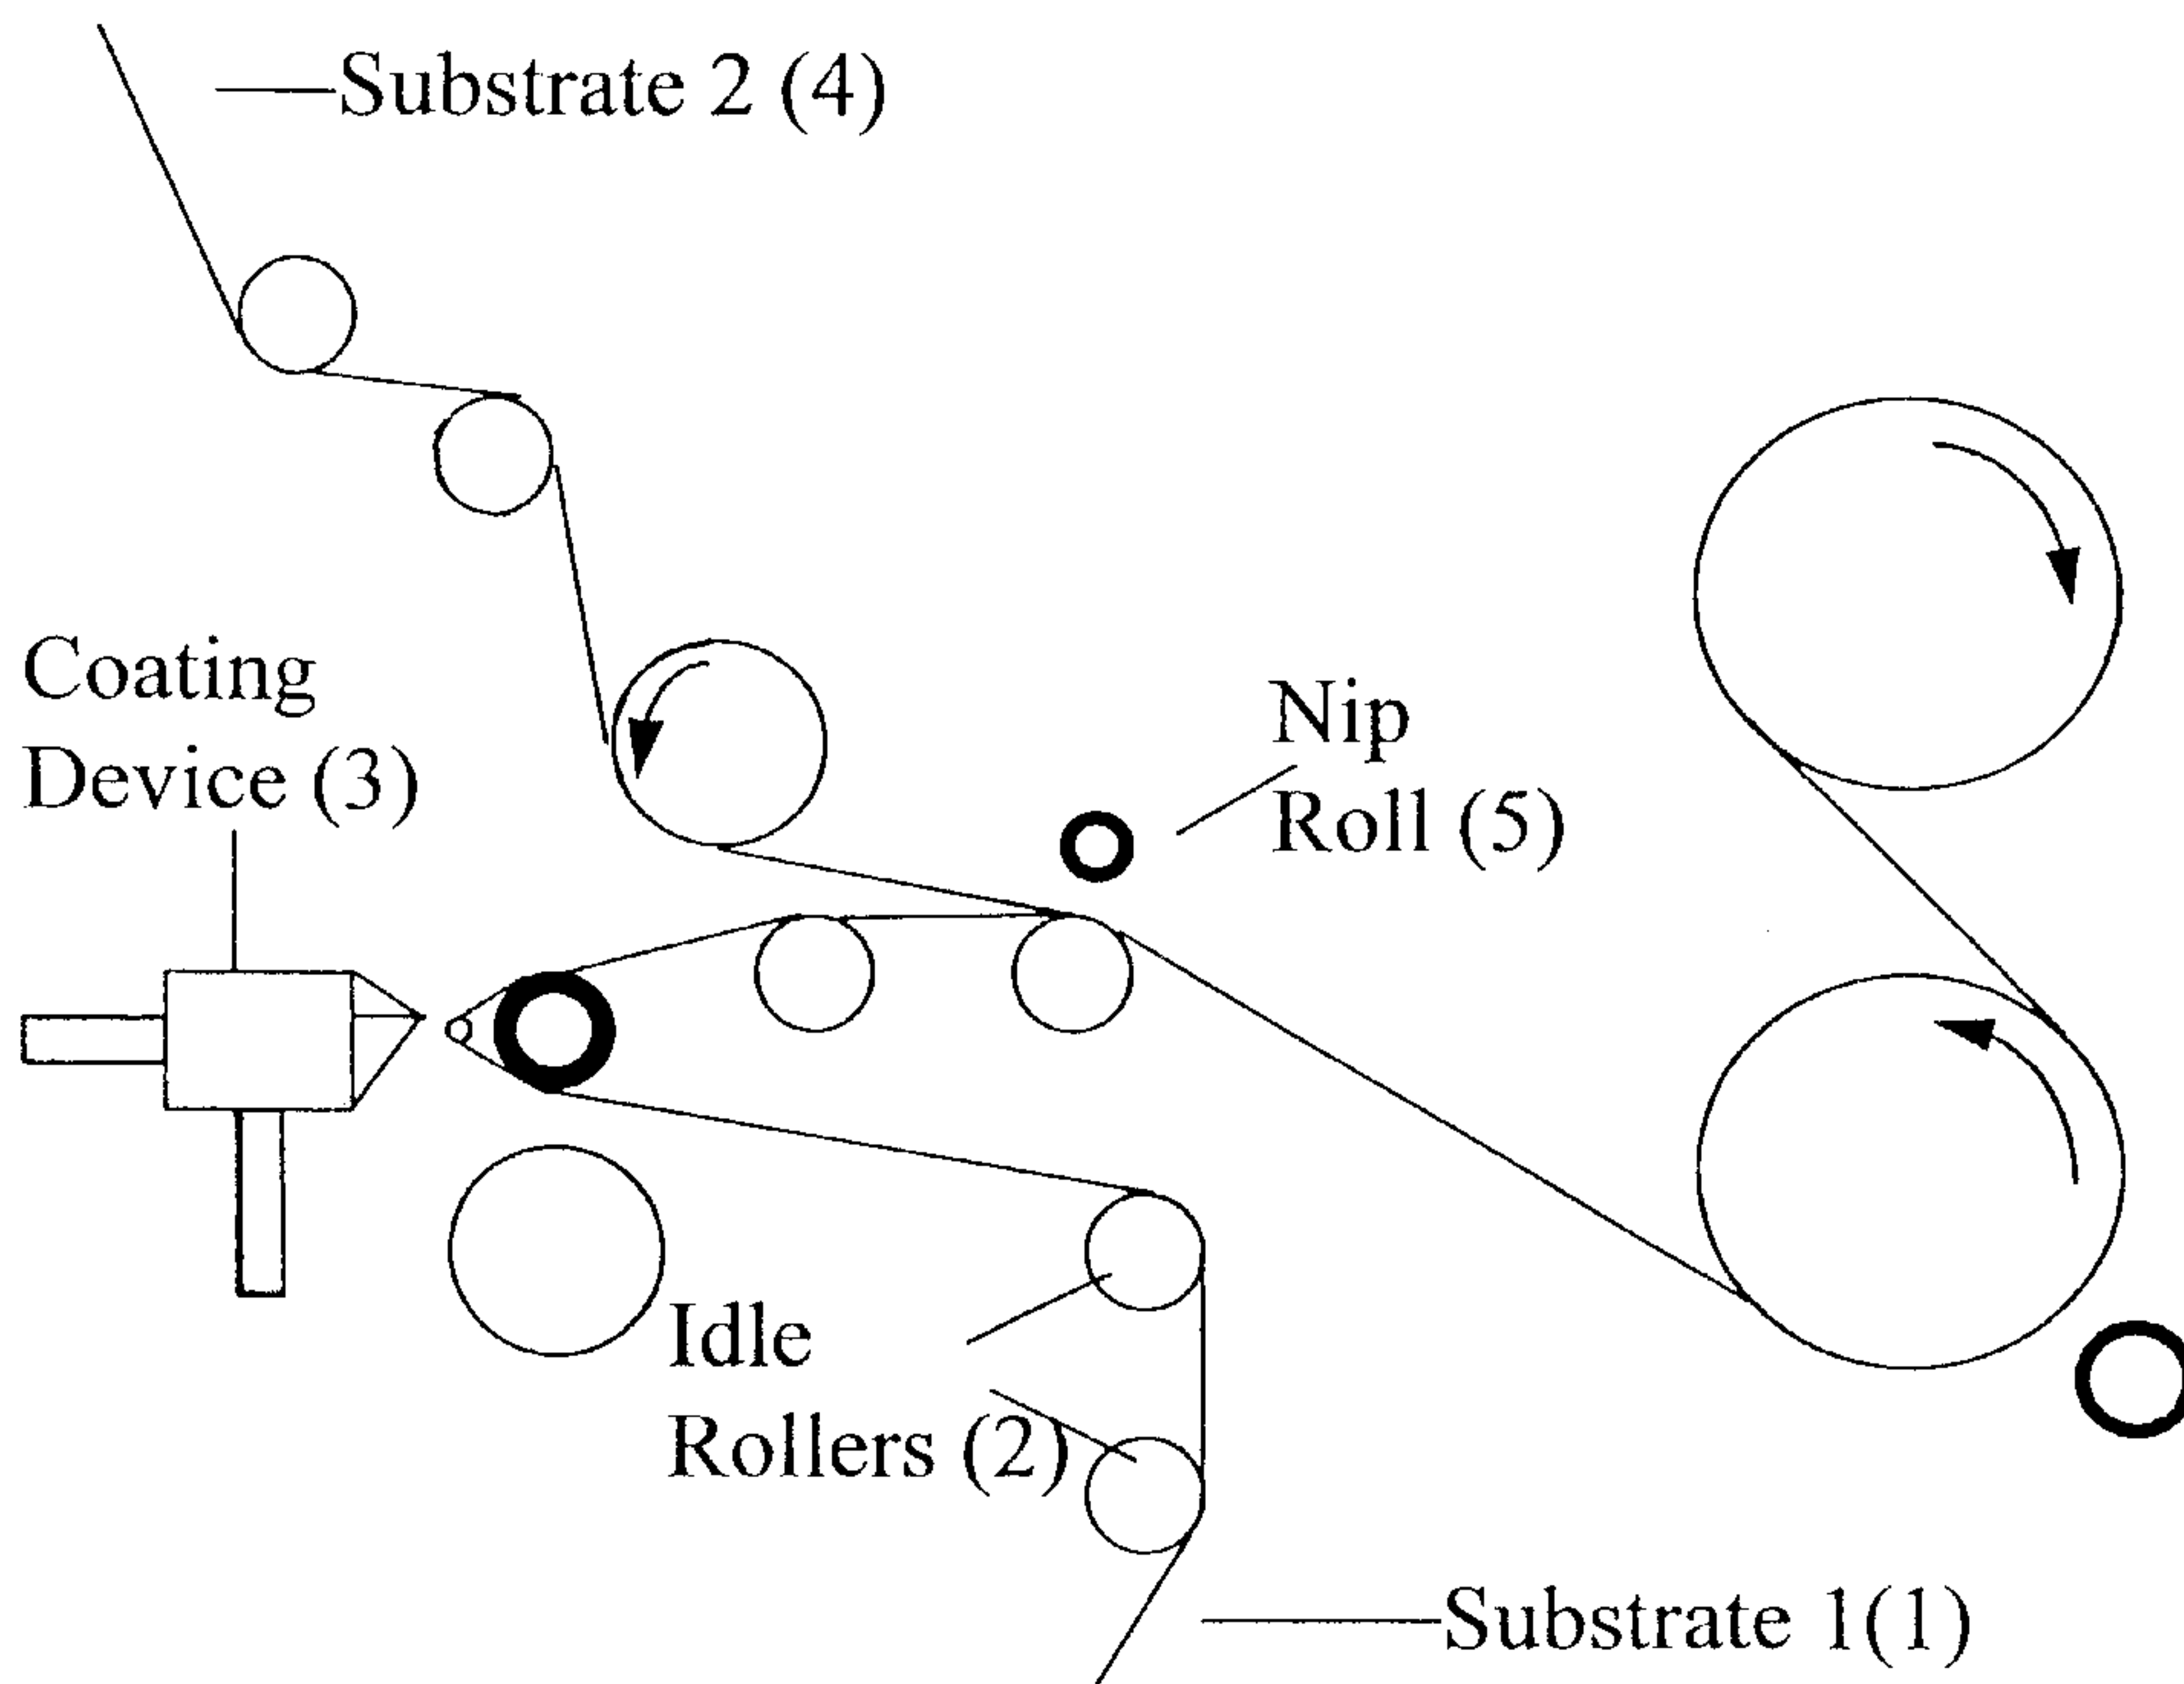 Substrate 2 (4)
Coating
Device (3)
Nip
Roll (5)
Idle
Rollers (2)
Substrate 1(1)